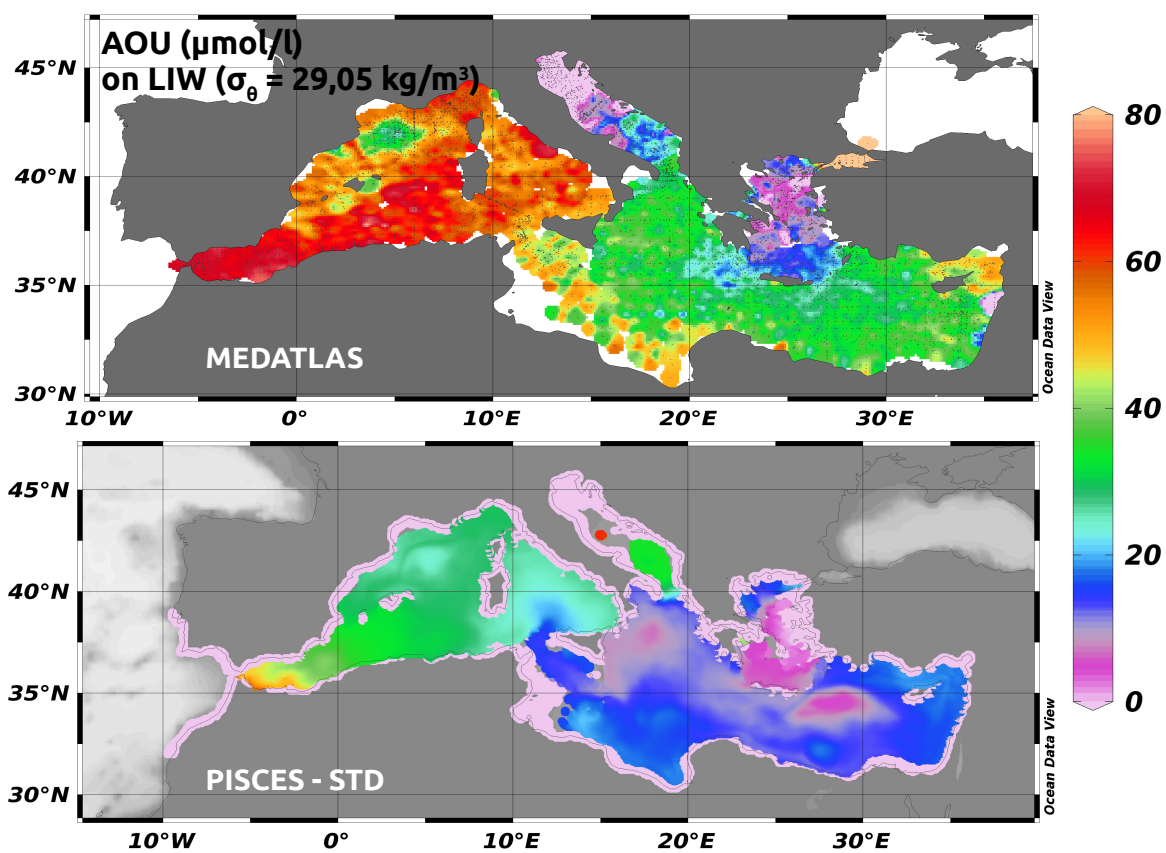 AOU (μmol/l)
on LIW (σθ = 29,05 kg/m³)
45°N
40°N
35°N
30°N
MEDATLAS
Ocean Data View
10°W 0° 10°E 20°E 30°E
80
60
40
20
0
45°N
40°N
35°N
30°N
PISCES - STD
Ocean Data View
10°W 0° 10°E 20°E 30°E